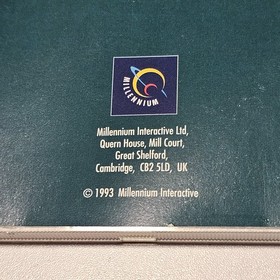 MILLENNIUM
Millennium Interactive Ltd,
Quern House, Mill Court,
Great Shelford,
Cambridge, CB2 5LD, UK
© 1993 Millennium Interactive